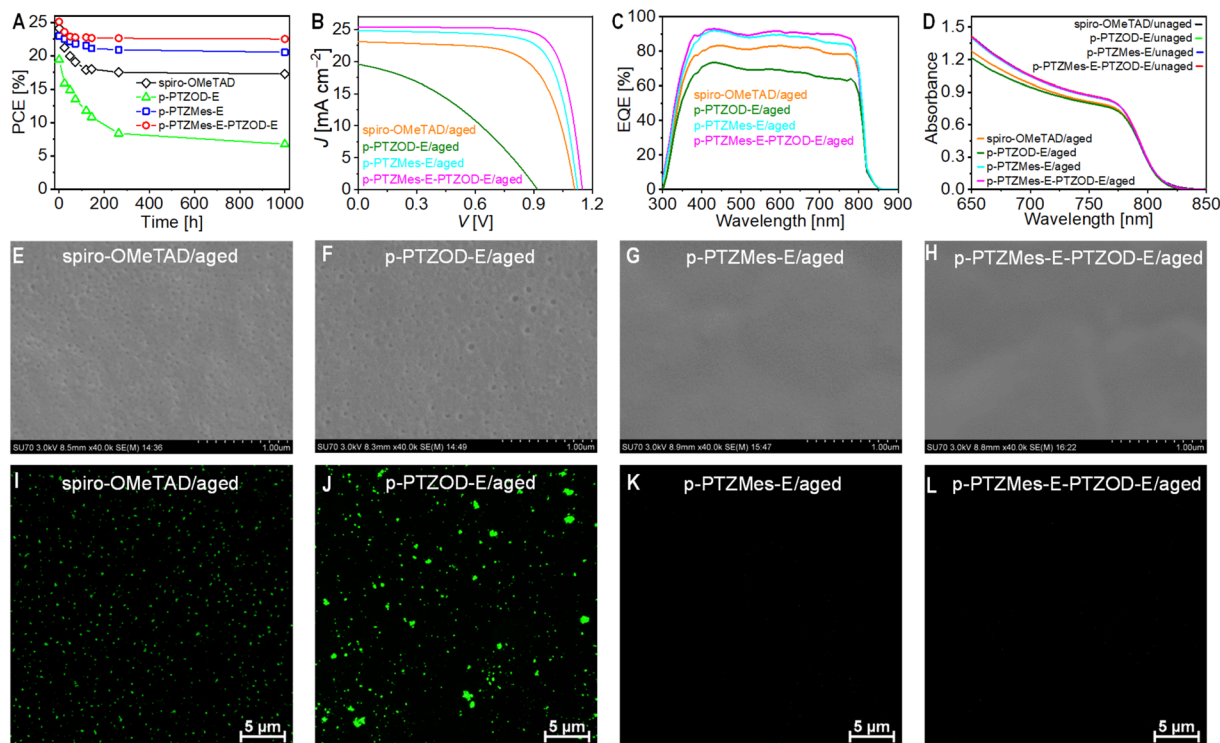 A
25
20
15
10
5
0
PCE [%]
spiro-OMeTAD
p-PTZOD-E
p-PTZMes-E
p-PTZMes-E-PTZOD-E
0 200 400 600 800 1000
Time [h]
B
25
20
15
10
5
0
J [mA cm⁻²]
spiro-OMeTAD/aged
p-PTZOD-E/aged
p-PTZMes-E/aged
p-PTZMes-E-PTZOD-E/aged
0.0 0.3 0.6 0.9 1.2
V [V]
C
100
80
60
40
20
0
EQE [%]
spiro-OMeTAD/aged
p-PTZOD-E/aged
p-PTZMes-E/aged
p-PTZMes-E-PTZOD-E/aged
300 400 500 600 700 800 900
Wavelength [nm]
D
1.5
1.2
0.9
0.6
0.3
0.0
Absorbance
spiro-OMeTAD/unaged
p-PTZOD-E/unaged
p-PTZMes-E/unaged
p-PTZMes-E-PTZOD-E/unaged
spiro-OMeTAD/aged
p-PTZOD-E/aged
p-PTZMes-E/aged
p-PTZMes-E-PTZOD-E/aged
650 700 750 800 850
Wavelength [nm]
E spiro-OMeTAD/aged
SU70 3.0kV 8.5mm x40.0k SE(M) 14:36 1.00um
F p-PTZOD-E/aged
SU70 3.0kV 8.3mm x40.0k SE(M) 14:49 1.00um
G p-PTZMes-E/aged
SU70 3.0kV 8.9mm x40.0k SE(M) 15:47 1.00um
H p-PTZMes-E-PTZOD-E/aged
SU70 3.0kV 8.8mm x40.0k SE(M) 16:22 1.00um
I spiro-OMeTAD/aged
5 μm
J p-PTZOD-E/aged
5 μm
K p-PTZMes-E/aged
5 μm
L p-PTZMes-E-PTZOD-E/aged
5 μm